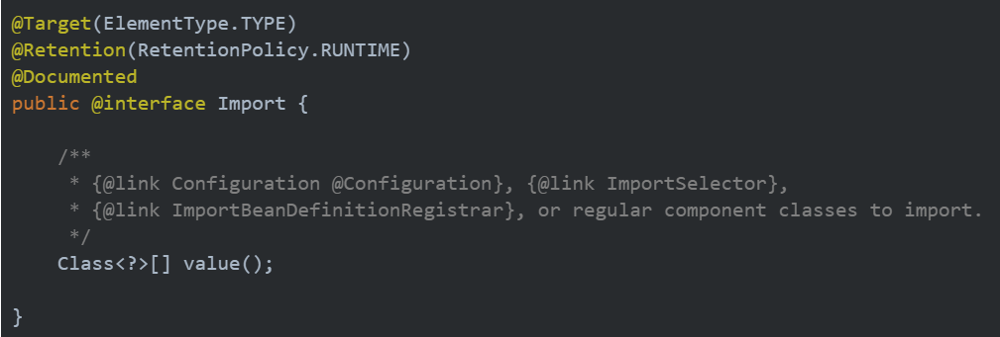 @Target(ElementType.TYPE)
@Retention(RetentionPolicy.RUNTIME)
@Documented
public @interface Import {
    /**
     * {@link Configuration @Configuration}, {@link ImportSelector},
     * {@link ImportBeanDefinitionRegistrar}, or regular component classes to import.
     */
    Class<?>[] value();
}